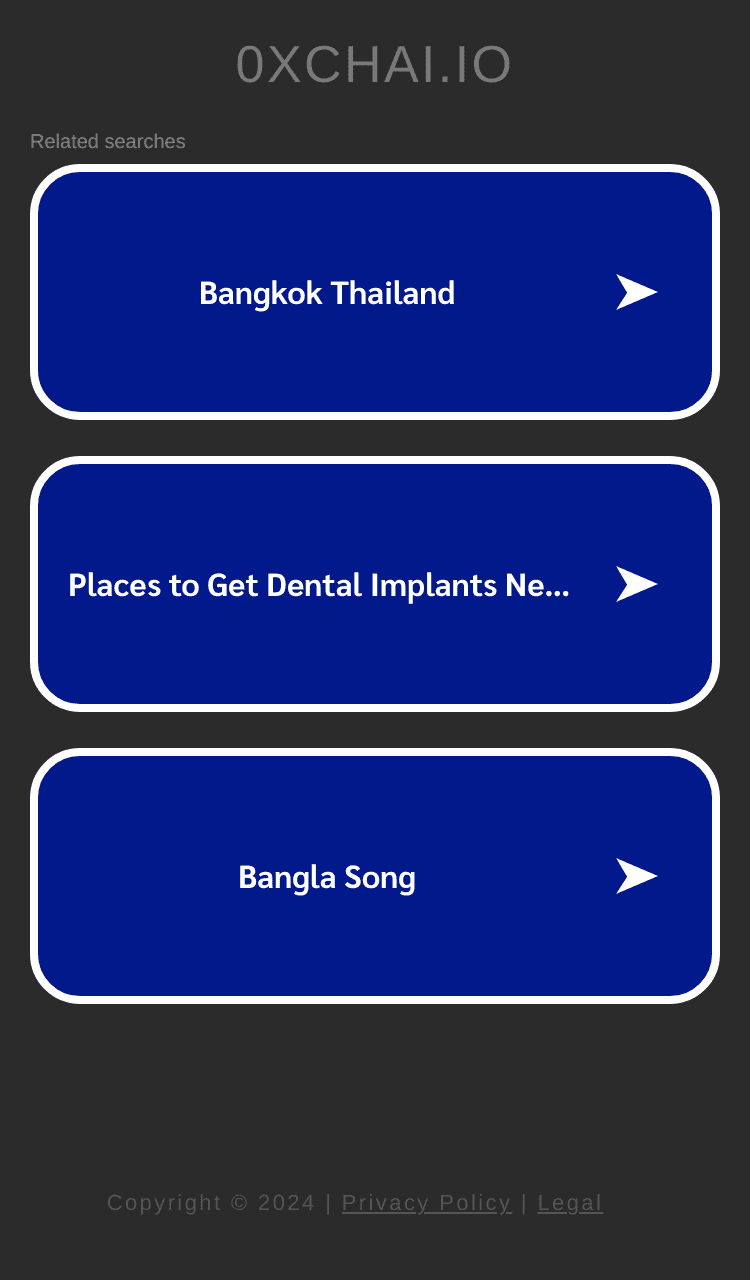 0XCHAI.IO
Related searches
Bangkok Thailand
Places to Get Dental Implants Ne...
Bangla Song
Copyright © 2024 | Privacy Policy | Legal